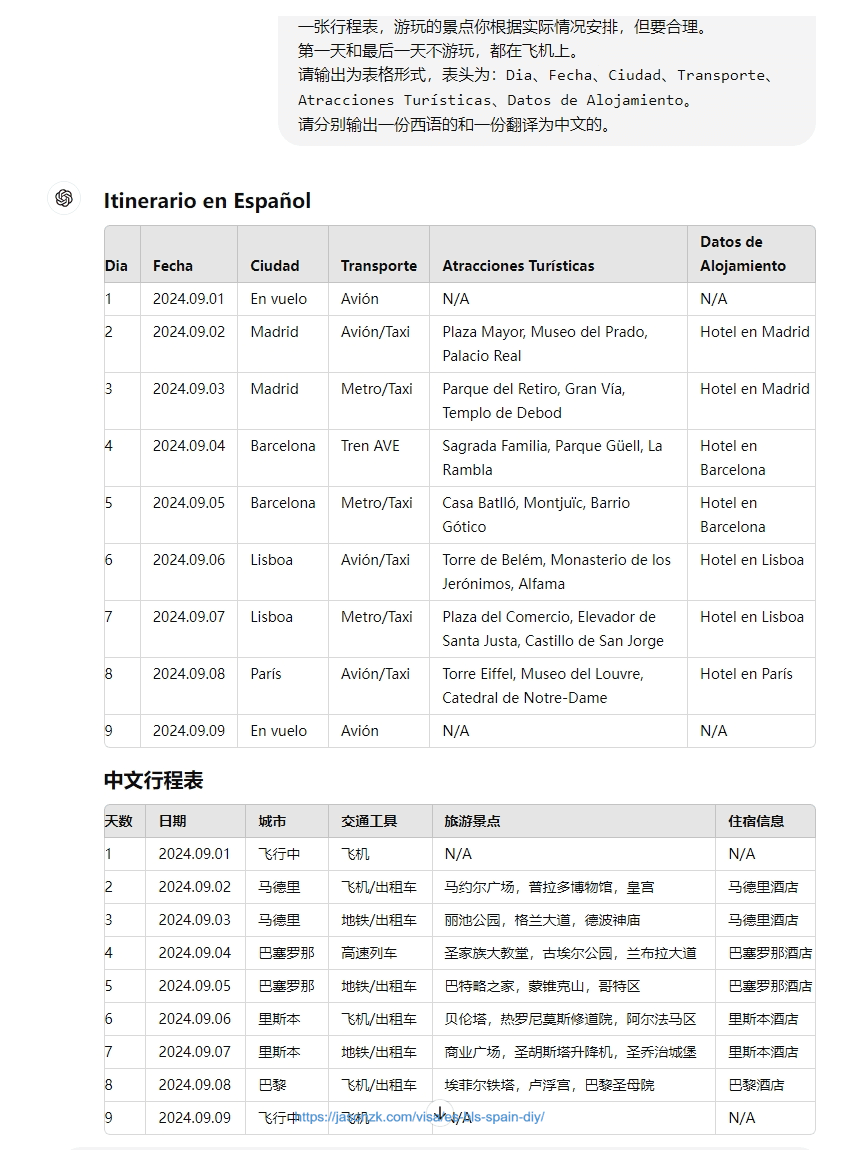 一张行程表，游玩的景点你根据实际情况安排，但要合理。
第一天和最后一天不游玩，都在飞机上。
请输出为表格形式，表头为：Dia、Fecha、Ciudad、Transporte、
Atracciones Turísticas、Datos de Alojamiento。
请分别输出一份西语的和一份翻译为中文的。
Itinerario en Español
Dia Fecha Ciudad Transporte Atracciones Turísticas Datos de Alojamiento
1 2024.09.01 En vuelo Avión N/A N/A
2 2024.09.02 Madrid Avión/Taxi Plaza Mayor, Museo del Prado, Palacio Real Hotel en Madrid
3 2024.09.03 Madrid Metro/Taxi Parque del Retiro, Gran Vía, Templo de Debod Hotel en Madrid
4 2024.09.04 Barcelona Tren AVE Sagrada Familia, Parque Güell, La Rambla Hotel en Barcelona
5 2024.09.05 Barcelona Metro/Taxi Casa Batlló, Montjuïc, Barrio Gótico Hotel en Barcelona
6 2024.09.06 Lisboa Avión/Taxi Torre de Belém, Monasterio de los Jerónimos, Alfama Hotel en Lisboa
7 2024.09.07 Lisboa Metro/Taxi Plaza del Comercio, Elevador de Santa Justa, Castillo de San Jorge Hotel en Lisboa
8 2024.09.08 París Avión/Taxi Torre Eiffel, Museo del Louvre, Catedral de Notre-Dame Hotel en París
9 2024.09.09 En vuelo Avión N/A N/A
中文行程表
天数 日期 城市 交通工具 旅游景点 住宿信息
1 2024.09.01 飞行中 飞机 N/A N/A
2 2024.09.02 马德里 飞机/出租车 马约尔广场，普拉多博物馆，皇宫 马德里酒店
3 2024.09.03 马德里 地铁/出租车 丽池公园，格兰大道，德波神庙 马德里酒店
4 2024.09.04 巴塞罗那 高速列车 圣家族大教堂，古埃尔公园，兰布拉大道 巴塞罗那酒店
5 2024.09.05 巴塞罗那 地铁/出租车 巴特略之家，蒙锥克山，哥特区 巴塞罗那酒店
6 2024.09.06 里斯本 飞机/出租车 贝伦塔，热罗尼莫斯修道院，阿尔法马区 里斯本酒店
7 2024.09.07 里斯本 地铁/出租车 商业广场，圣胡斯塔升降机，圣乔治城堡 里斯本酒店
8 2024.09.08 巴黎 飞机/出租车 埃菲尔铁塔，卢浮宫，巴黎圣母院 巴黎酒店
9 2024.09.09 飞行中 飞机 N/A N/A